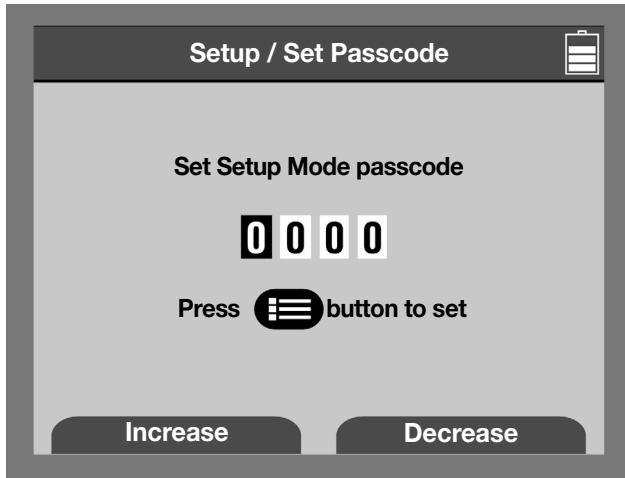 Setup / Set Passcode
Set Setup Mode passcode
0 0 0 0
Press button to set
Increase Decrease